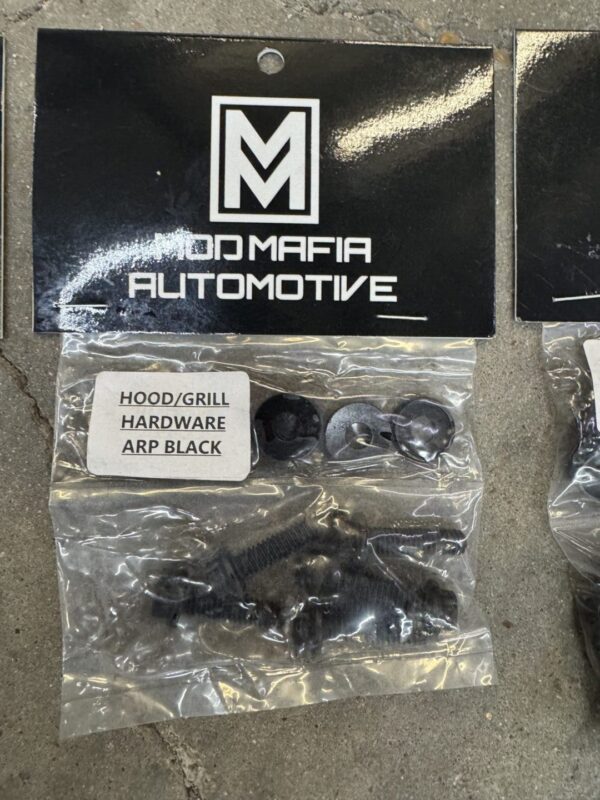 M
MOD MAFIA
AUTOMOTIVE
HOOD/GRILL
HARDWARE
ARP BLACK